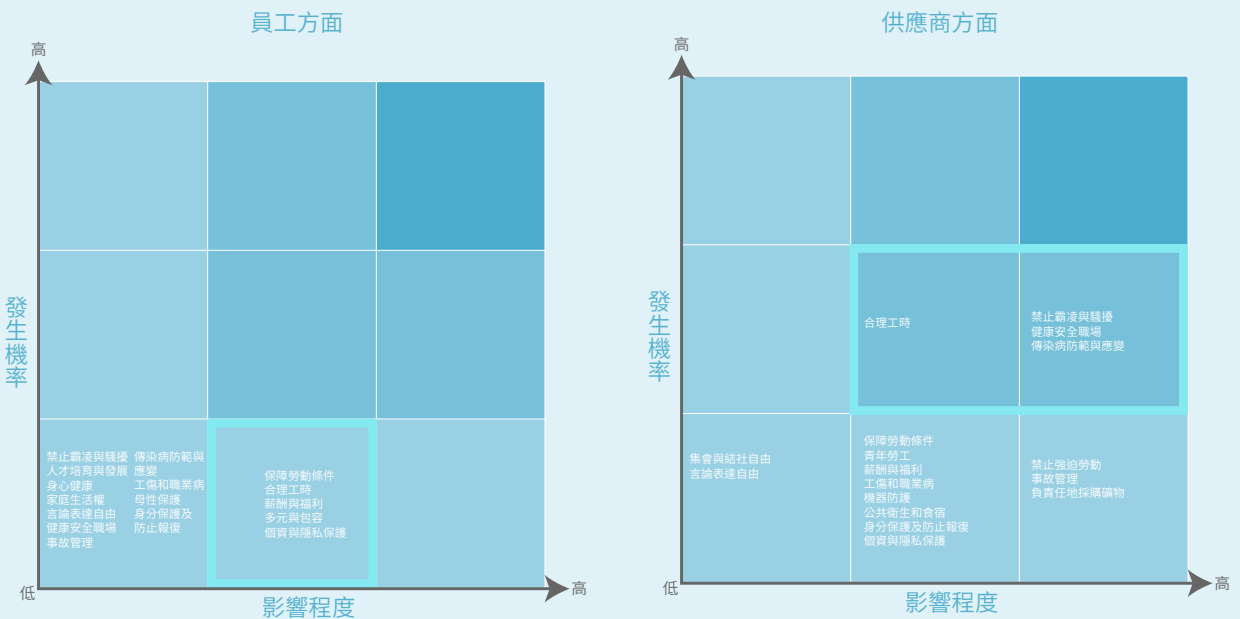 員工方面
高
發生機率
禁止霸凌與騷擾
人才培育與發展
身心健康
家庭生活權
言論表達自由
健康安全職場
事故管理
傳染病防範與
應變
工傷和職業病
母性保護
身分保護及
防止報復
保障勞動條件
合理工時
薪酬與福利
多元與包容
個資與隱私保護
低
影響程度
高
供應商方面
高
發生機率
合理工時
禁止霸凌與騷擾
健康安全職場
傳染病防範與應變
集會與結社自由
言論表達自由
保障勞動條件
青年勞工
薪酬與福利
工傷和職業病
機器防護
公共衛生和食宿
身分保護及防止報復
個資與隱私保護
禁止強迫勞動
事故管理
負責任地採購礦物
低
影響程度
高